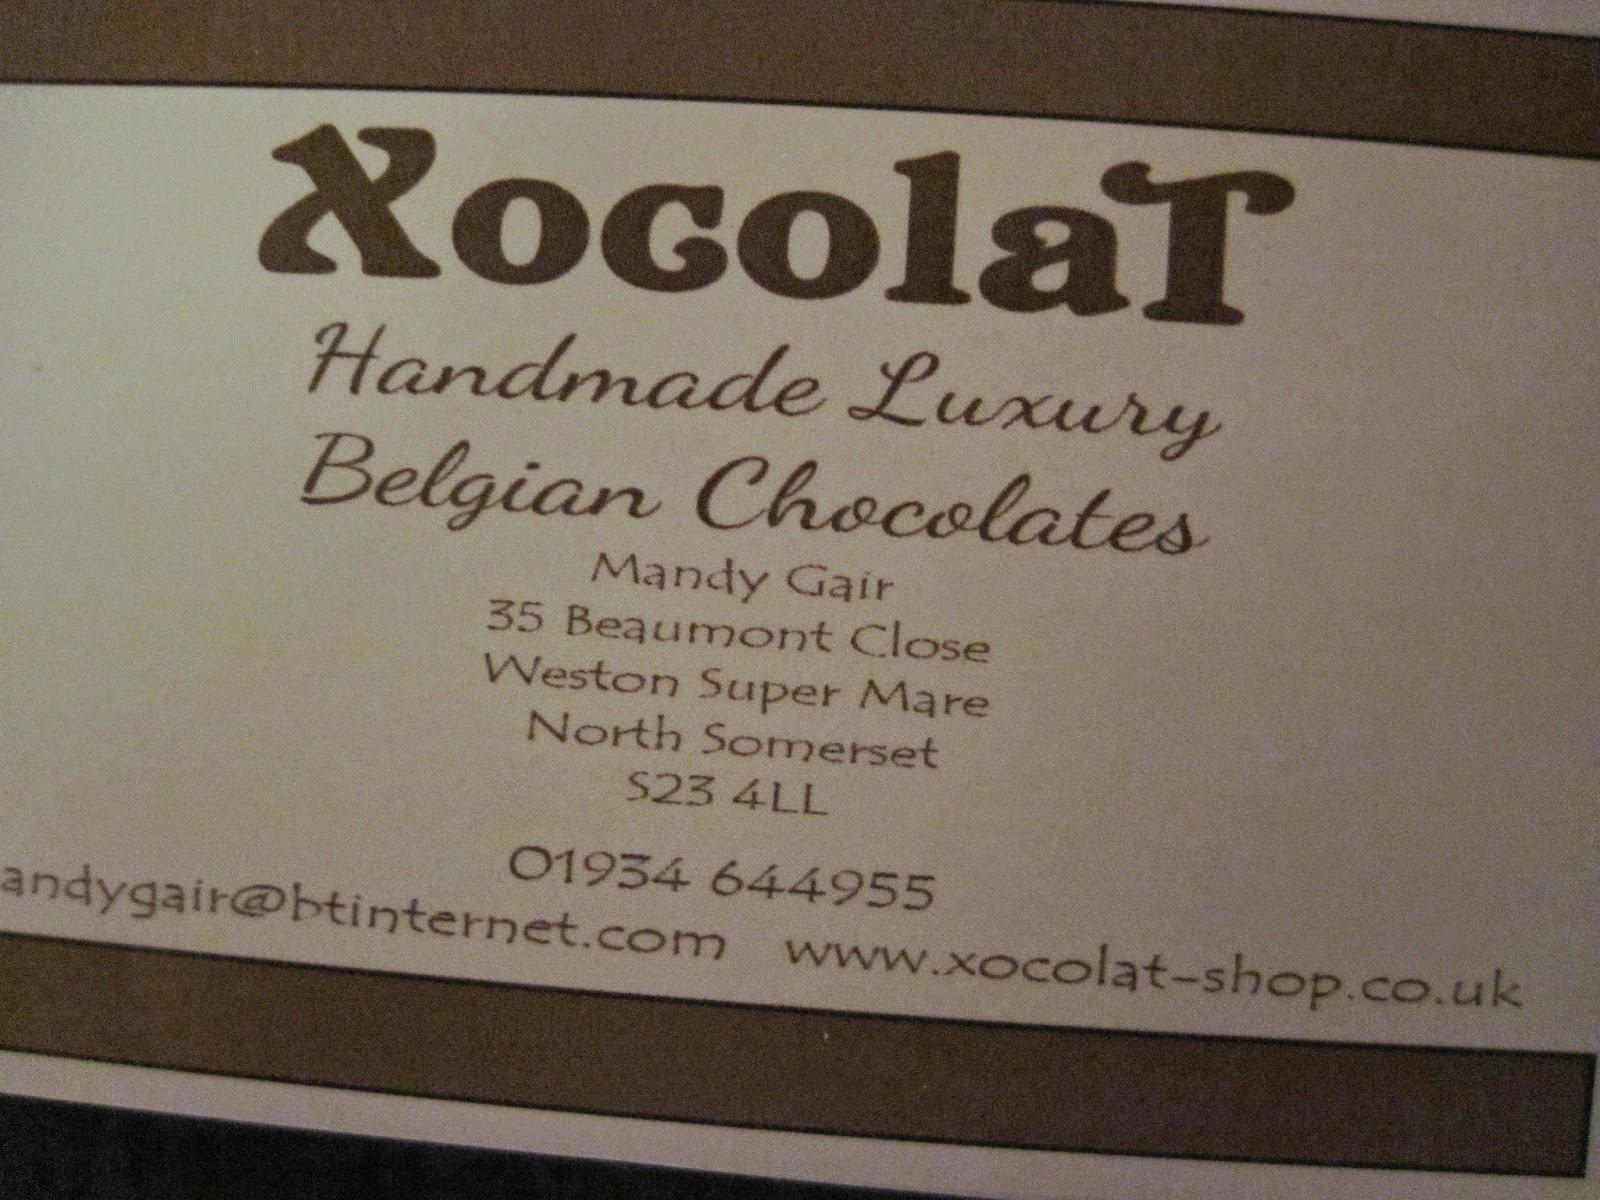 XocolaT
Handmade Luxury
Belgian Chocolates
Mandy Gair
35 Beaumont Close
Weston Super Mare
North Somerset
S23 4LL
01934 644955
andygair@btinternet.com www.xocolat-shop.co.uk